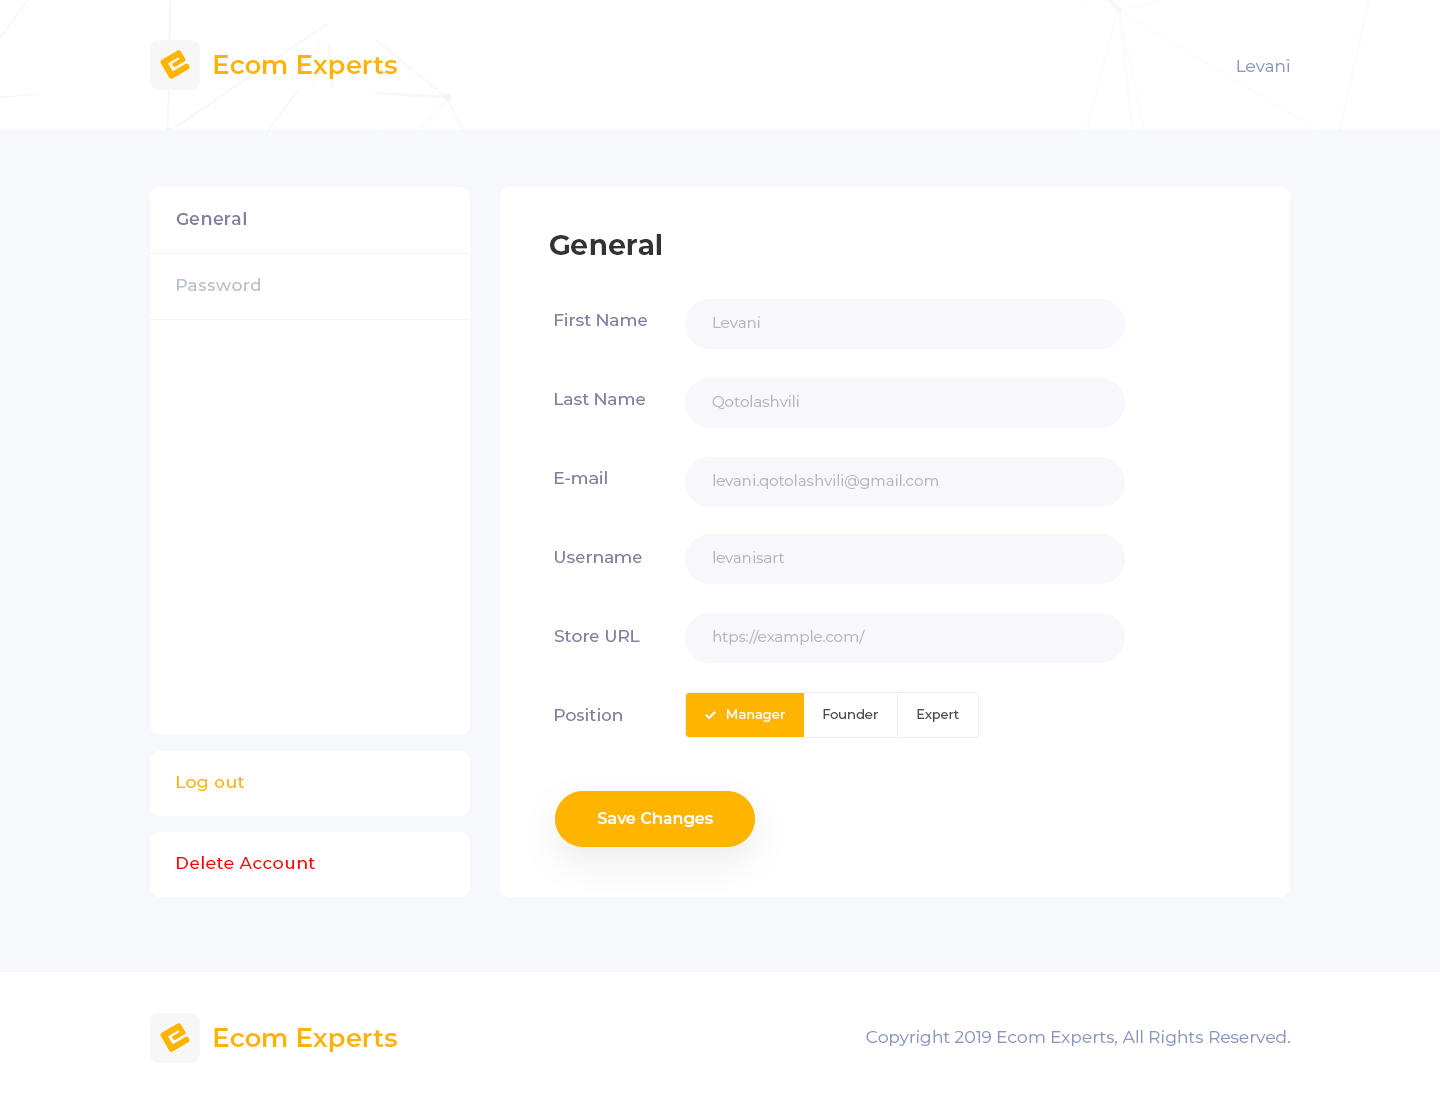 Ecom Experts
Levani
General
Password
Log out
Delete Account
General
First Name
Levani
Last Name
Qotolashvili
E-mail
levani.qotolashvili@gmail.com
Username
levanisart
Store URL
htps://example.com/
Position
Manager
Founder
Expert
Save Changes
Ecom Experts
Copyright 2019 Ecom Experts, All Rights Reserved.